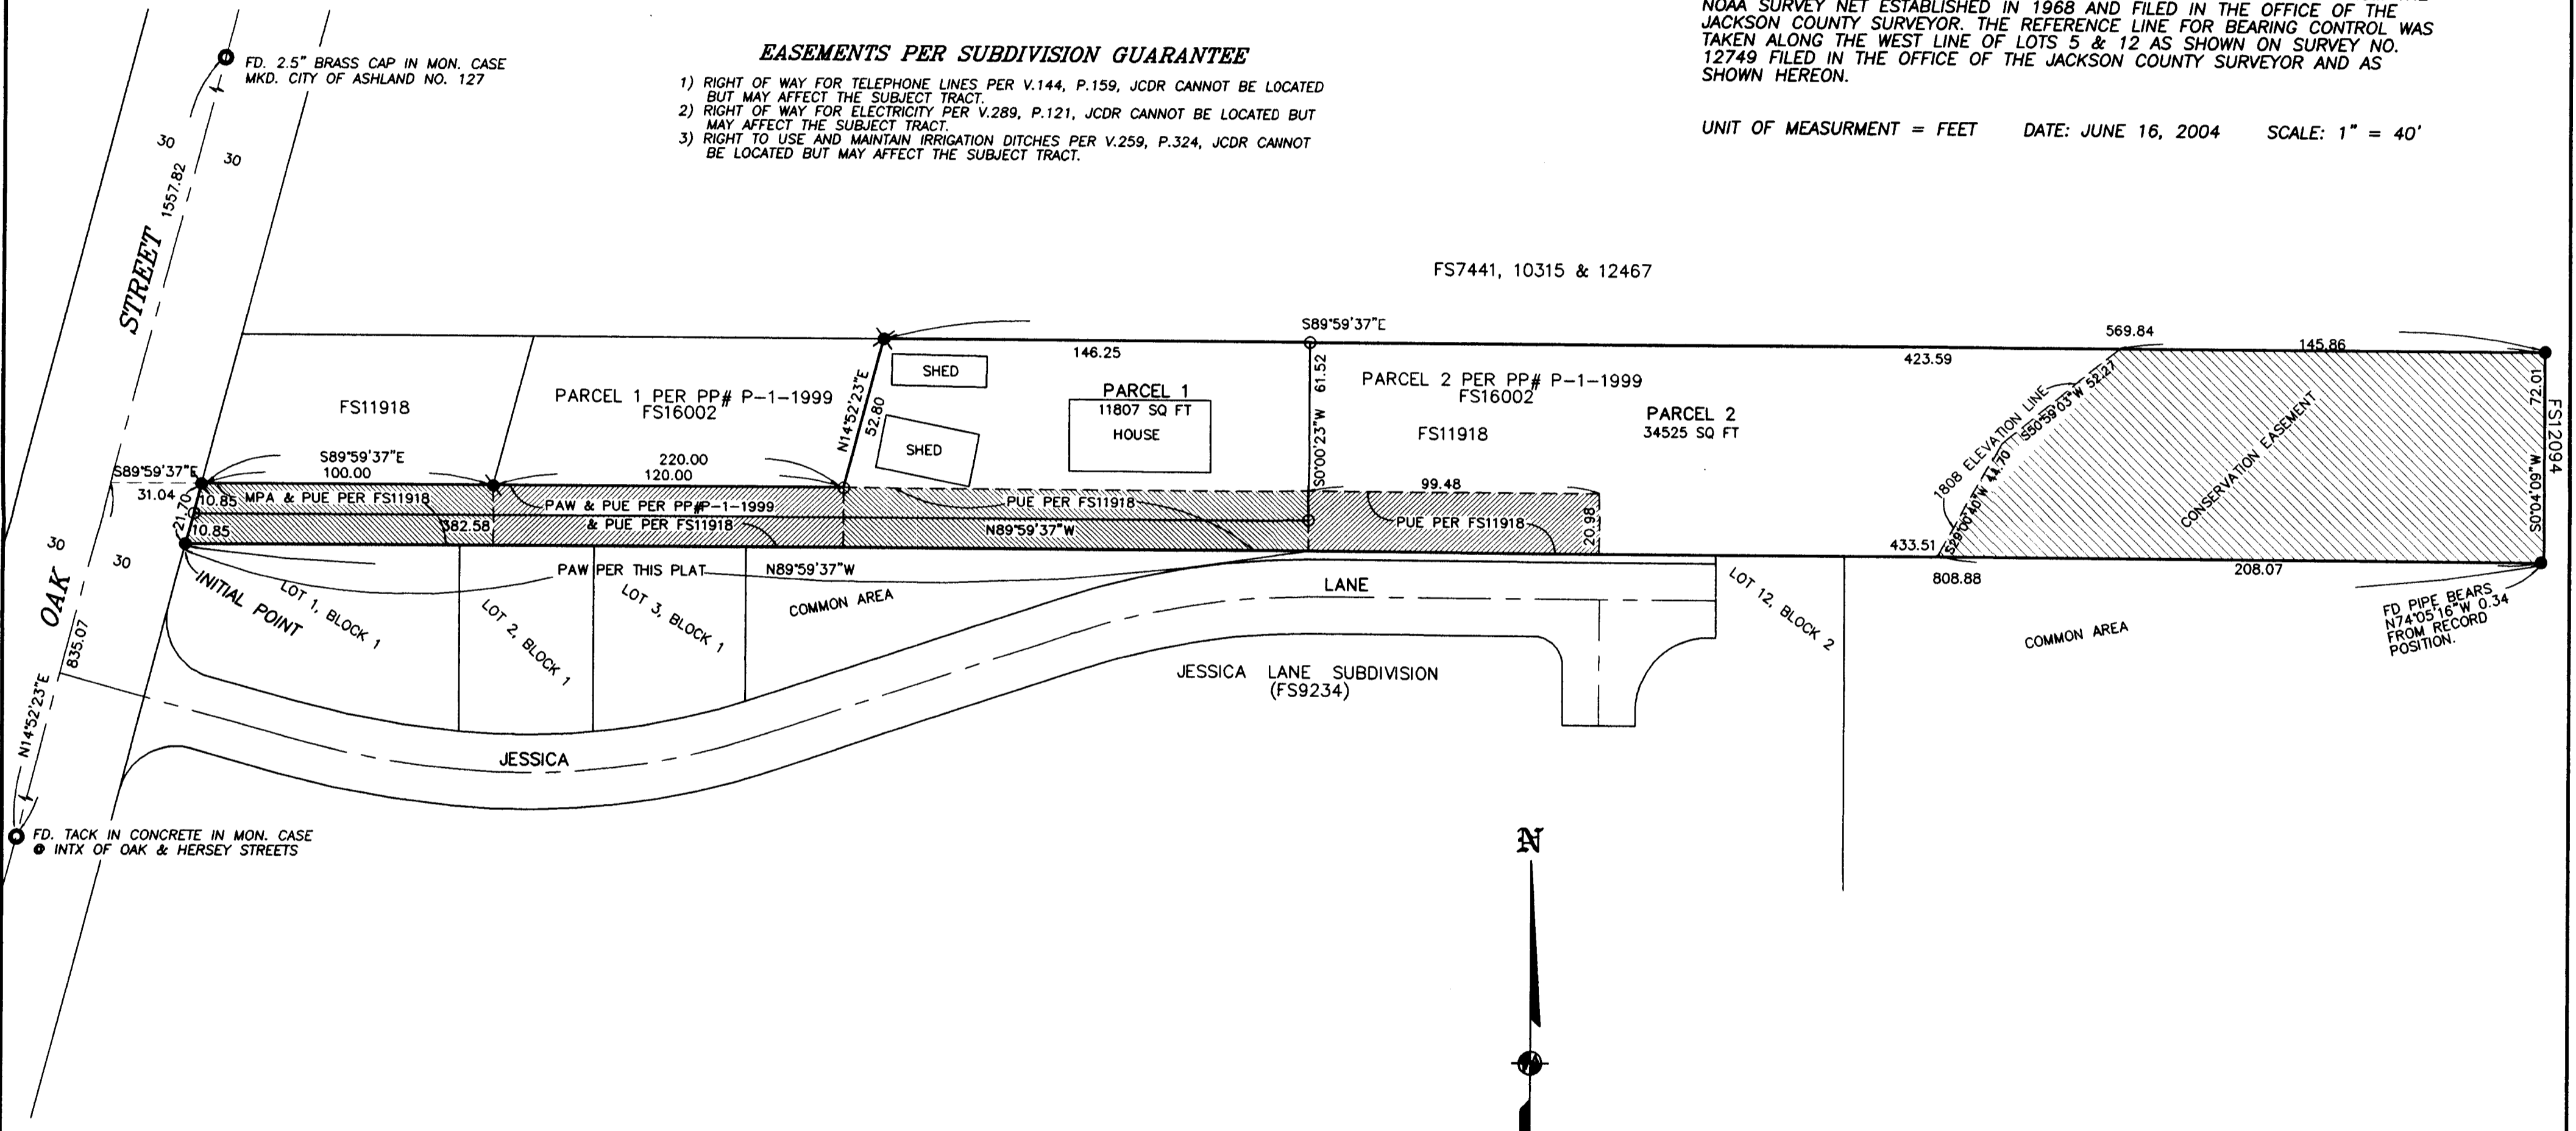 NOAA SURVEY NET ESTABLISHED IN 1968 AND FILED IN THE OFFICE OF THE
JACKSON COUNTY SURVEYOR. THE REFERENCE LINE FOR BEARING CONTROL WAS
TAKEN ALONG THE WEST LINE OF LOTS 5 & 12 AS SHOWN ON SURVEY NO.
12749 FILED IN THE OFFICE OF THE JACKSON COUNTY SURVEYOR AND AS
SHOWN HEREON.
UNIT OF MEASURMENT = FEET DATE: JUNE 16, 2004 SCALE: 1" = 40'
EASEMENTS PER SUBDIVISION GUARANTEE
1) RIGHT OF WAY FOR TELEPHONE LINES PER V.144, P.159, JCDR CANNOT BE LOCATED
BUT MAY AFFECT THE SUBJECT TRACT.
2) RIGHT OF WAY FOR ELECTRICITY PER V.289, P.121, JCDR CANNOT BE LOCATED BUT
MAY AFFECT THE SUBJECT TRACT.
3) RIGHT TO USE AND MAINTAIN IRRIGATION DITCHES PER V.259, P.324, JCDR CANNOT
BE LOCATED BUT MAY AFFECT THE SUBJECT TRACT.
FD. 2.5" BRASS CAP IN MON. CASE
MKD. CITY OF ASHLAND NO. 127
30
30
1557.82
STREET
FS7441, 10315 & 12467
S89°59'37"E
569.84
146.25
423.59
145.86
SHED
PARCEL 1
11807 SQ FT
HOUSE
SHED
N14°52'23"E
52.80
S0°00'23"W 61.52
PARCEL 1 PER PP# P-1-1999
FS16002
FS11918
PARCEL 2 PER PP# P-1-1999
FS16002
FS11918
PARCEL 2
34525 SQ FT
1808 ELEVATION LINE
S50°59'03"W 52.27
S29°00'40"W 44.70
CONSERVATION EASEMENT
S0°04'09"W 72.01
FS12094
S89°59'37"E
31.04
S89°59'37"E
100.00
220.00
120.00
99.48
20.98
10.85
21.70
10.85
MPA & PUE PER FS11918
PAW & PUE PER PP#P-1-1999
& PUE PER FS11918
382.58
PUE PER FS11918
N89°59'37"W
PUE PER FS11918
433.51
808.88
208.07
PAW PER THIS PLAT
N89°59'37"W
30
30
OAK
835.07
N14°52'23"E
INITIAL POINT
LOT 1, BLOCK 1
LOT 2, BLOCK 1
LOT 3, BLOCK 1
COMMON AREA
LANE
JESSICA
JESSICA LANE SUBDIVISION
(FS9234)
LOT 12, BLOCK 2
COMMON AREA
FD PIPE BEARS
N74°05'16"W 0.34
FROM RECORD
POSITION.
FD. TACK IN CONCRETE IN MON. CASE
@ INTX OF OAK & HERSEY STREETS
N